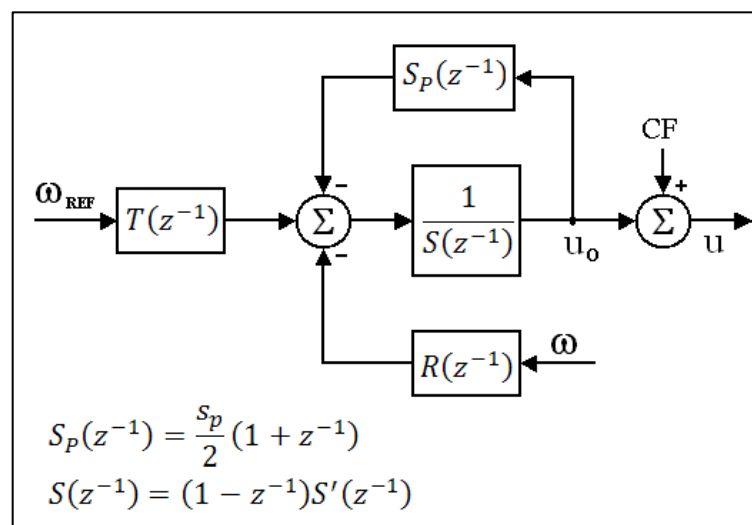 S_P(z⁻¹)
CF
ω_REF
T(z⁻¹)
-
Σ
1
S(z⁻¹)
u_o
+
Σ
u
-
R(z⁻¹)
ω
S_P(z⁻¹) = s_p/2 (1 + z⁻¹)
S(z⁻¹) = (1 − z⁻¹)S′(z⁻¹)